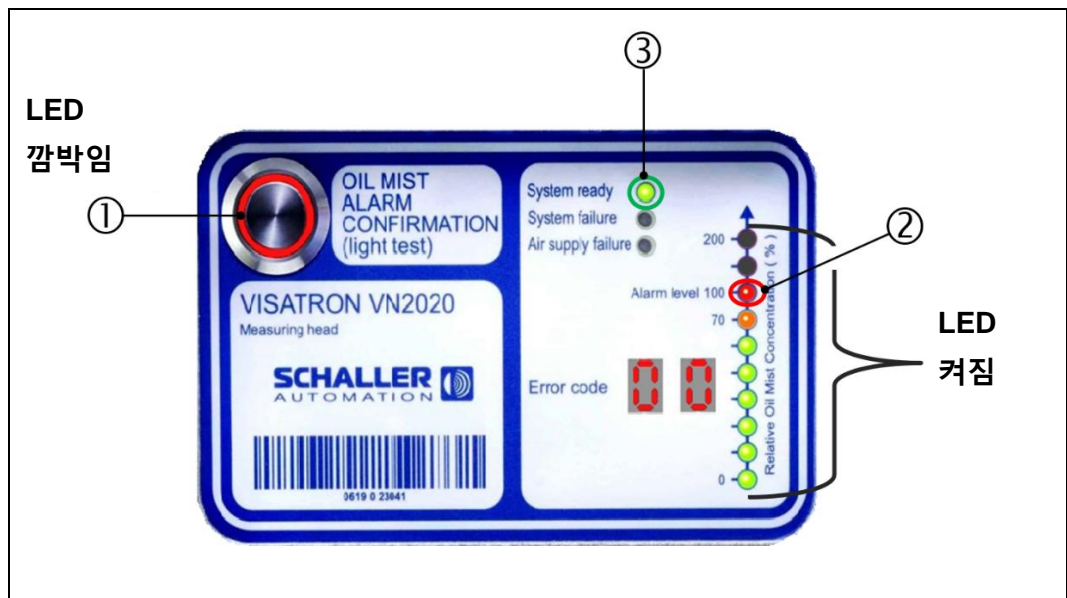 ③
LED
깜박임
①
OIL MIST
ALARM
CONFIRMATION
(light test)
System ready
System failure
Air supply failure
②
200
Alarm level 100
70
0
Relative Oil Mist Concentration ( % )
LED
켜짐
VISATRON VN2020
Measuring head
SCHALLER
AUTOMATION
Error code
00
0619 0 23041